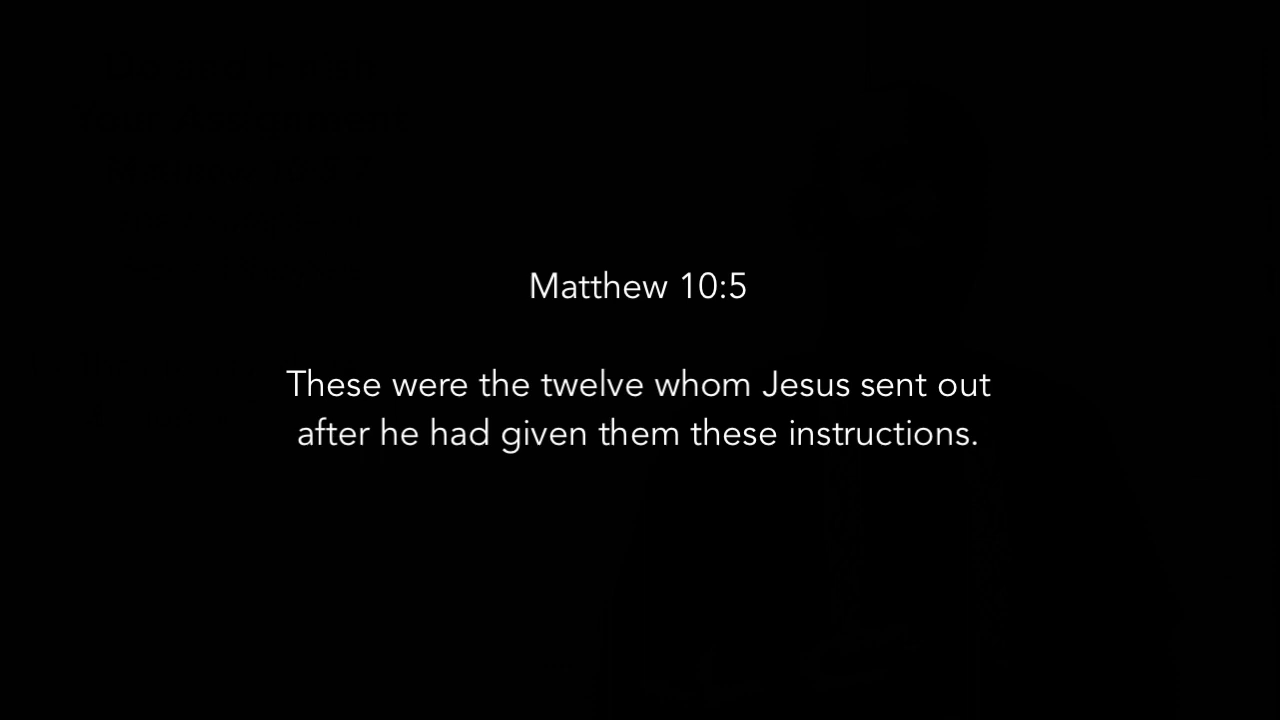 Matthew 10:5
These were the twelve whom Jesus sent out
after he had given them these instructions.